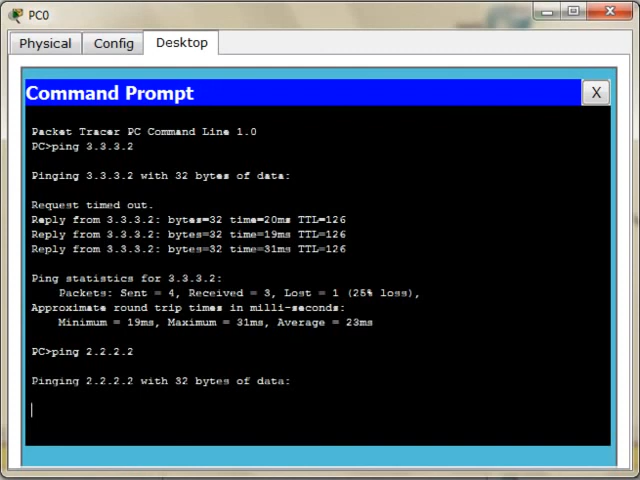 PC0
Physical Config Desktop
Command Prompt X
Packet Tracer PC Command Line 1.0
PC>ping 3.3.3.2
Pinging 3.3.3.2 with 32 bytes of data:
Request timed out.
Reply from 3.3.3.2: bytes=32 time=20ms TTL=126
Reply from 3.3.3.2: bytes=32 time=19ms TTL=126
Reply from 3.3.3.2: bytes=32 time=31ms TTL=126
Ping statistics for 3.3.3.2:
Packets: Sent = 4, Received = 3, Lost = 1 (25% loss),
Approximate round trip times in milli-seconds:
Minimum = 19ms, Maximum = 31ms, Average = 23ms
PC>ping 2.2.2.2
Pinging 2.2.2.2 with 32 bytes of data: